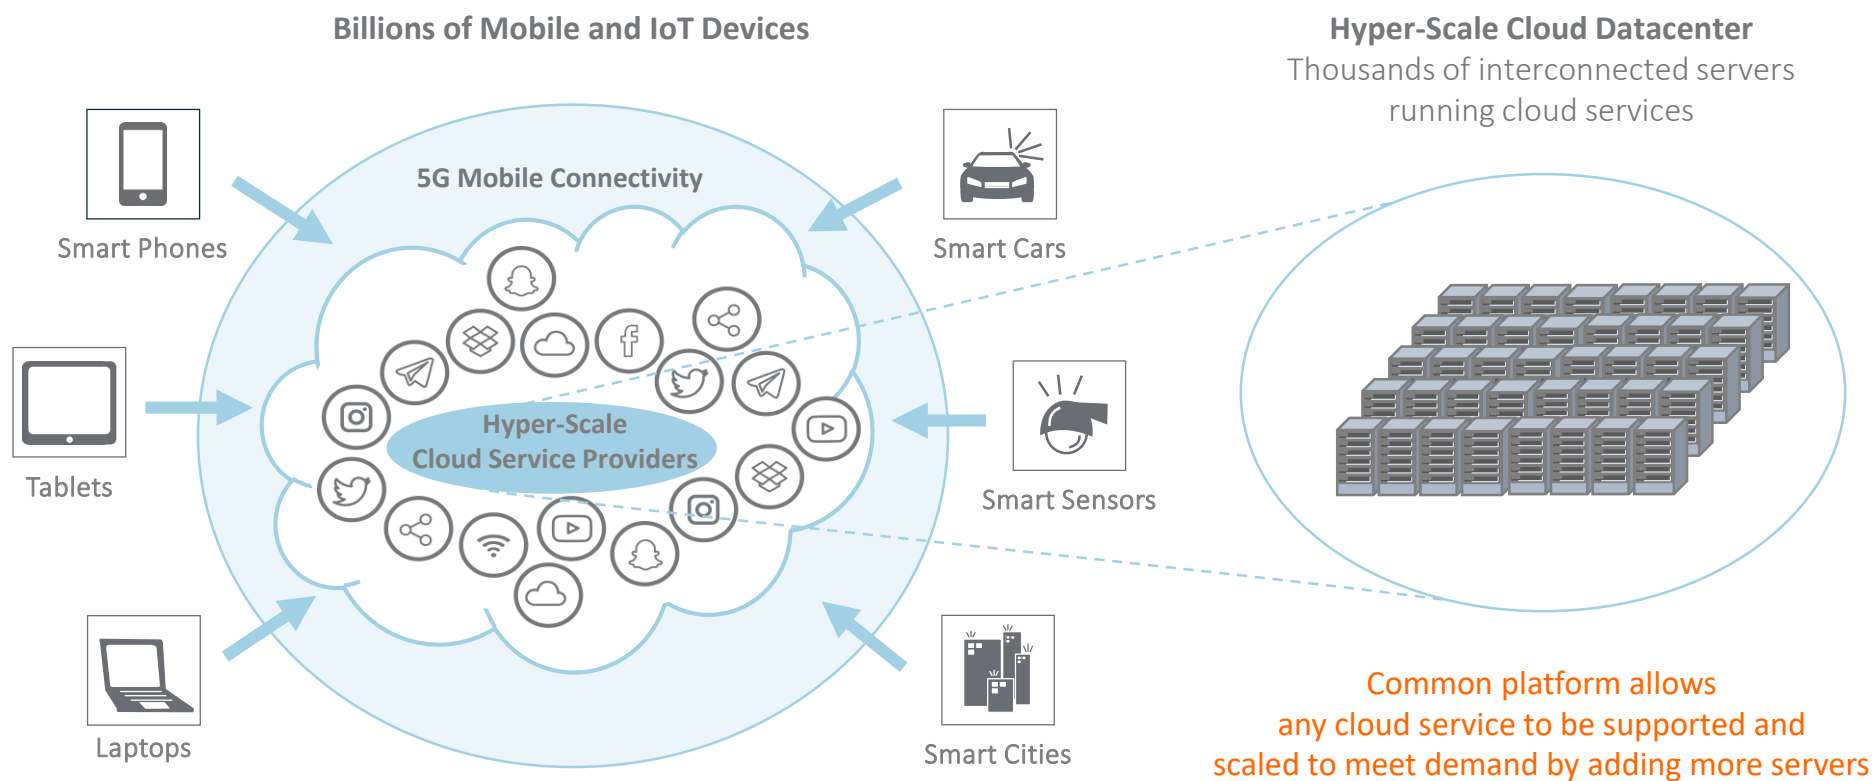 Billions of Mobile and IoT Devices
Hyper-Scale Cloud Datacenter
Thousands of interconnected servers
running cloud services
5G Mobile Connectivity
Smart Phones
Smart Cars
Hyper-Scale
Cloud Service Providers
Tablets
Smart Sensors
Laptops
Smart Cities
Common platform allows
any cloud service to be supported and
scaled to meet demand by adding more servers